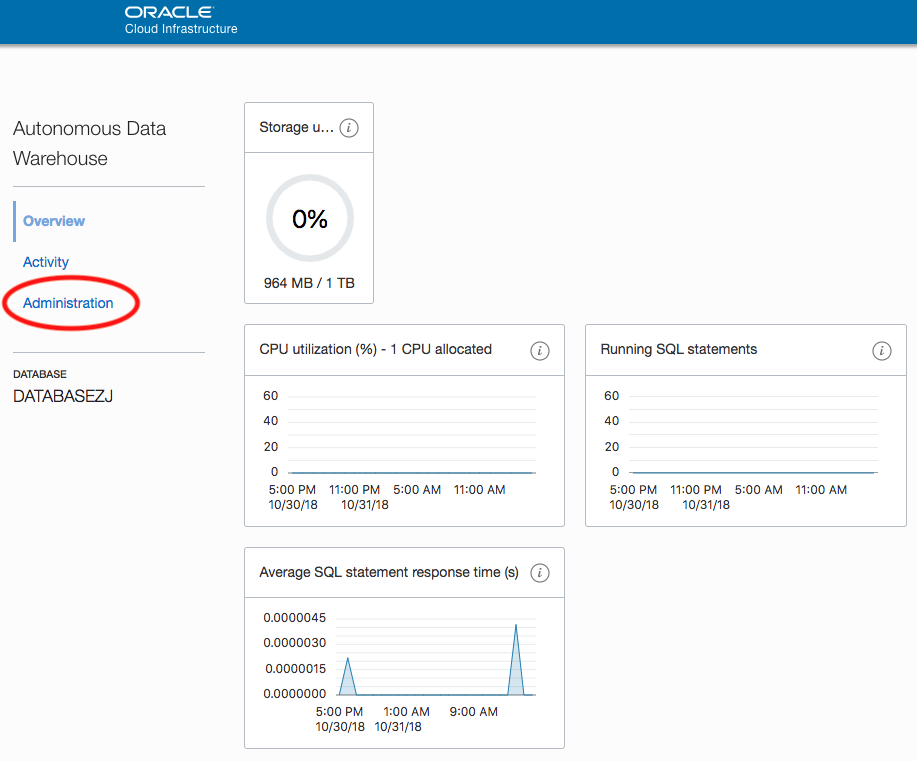 ORACLE
Cloud Infrastructure
Autonomous Data
Warehouse
Overview
Activity
Administration
DATABASE
DATABASEZJ
Storage u...
i
0%
964 MB / 1 TB
CPU utilization (%) - 1 CPU allocated
i
60
40
20
0
5:00 PM 11:00 PM 5:00 AM 11:00 AM
10/30/18 10/31/18
Running SQL statements
i
60
40
20
0
5:00 PM 11:00 PM 5:00 AM 11:00 AM
10/30/18 10/31/18
Average SQL statement response time (s)
i
0.0000045
0.0000030
0.0000015
0.0000000
5:00 PM 1:00 AM 9:00 AM
10/30/18 10/31/18